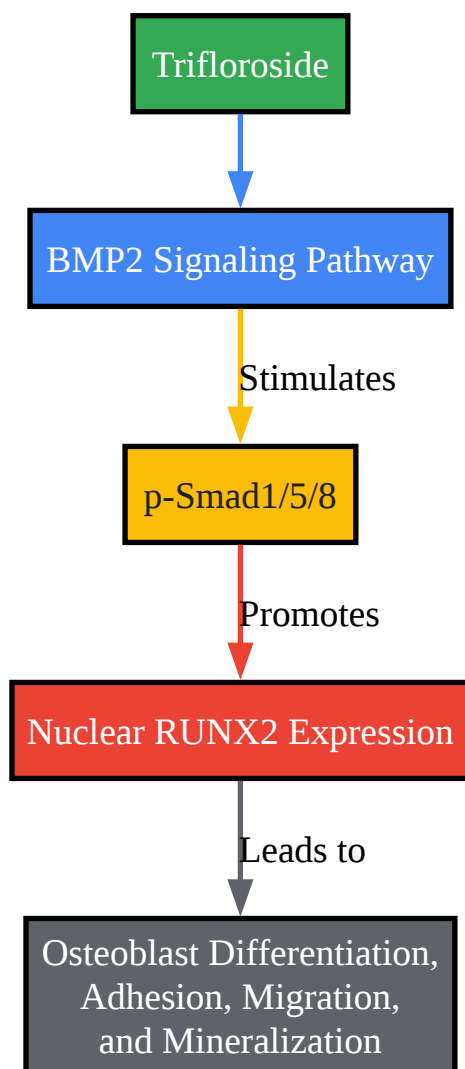 Trifloroside
BMP2 Signaling Pathway
Stimulates
p-Smad1/5/8
Promotes
Nuclear RUNX2 Expression
Leads to
Osteoblast Differentiation,
Adhesion, Migration,
and Mineralization